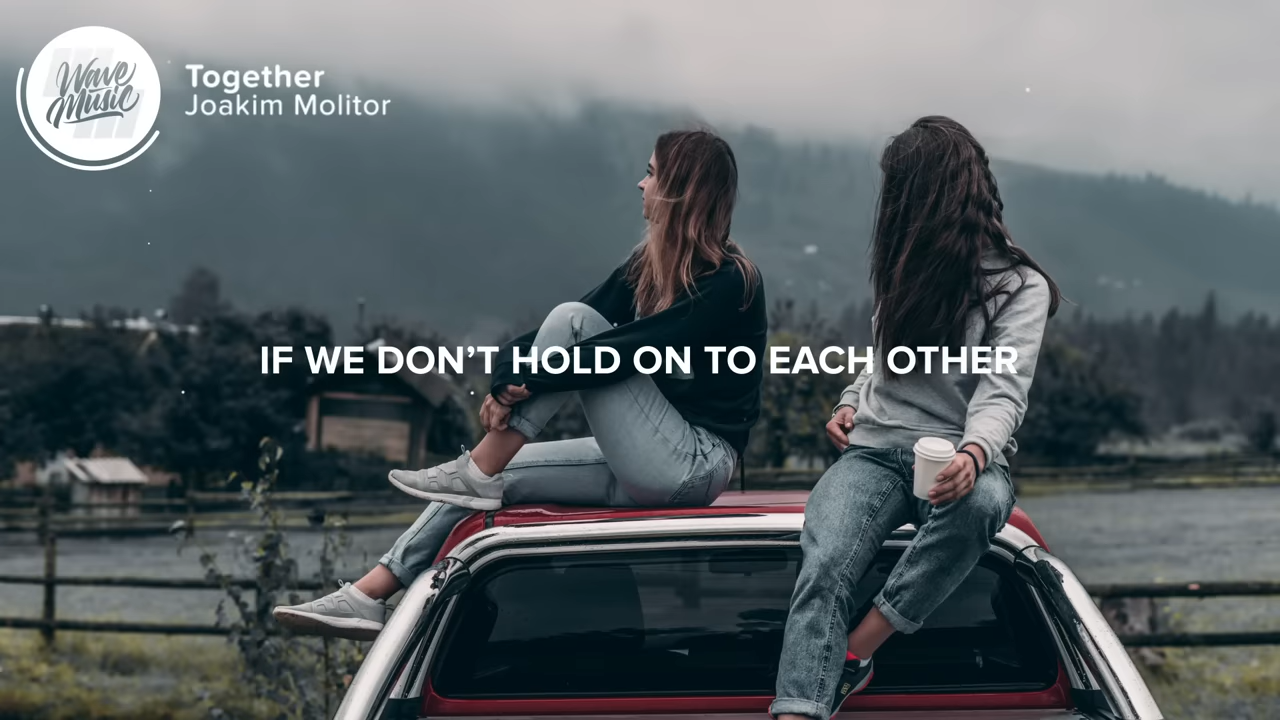 Wave
Music
Together
Joakim Molitor
IF WE DON’T HOLD ON TO EACH OTHER